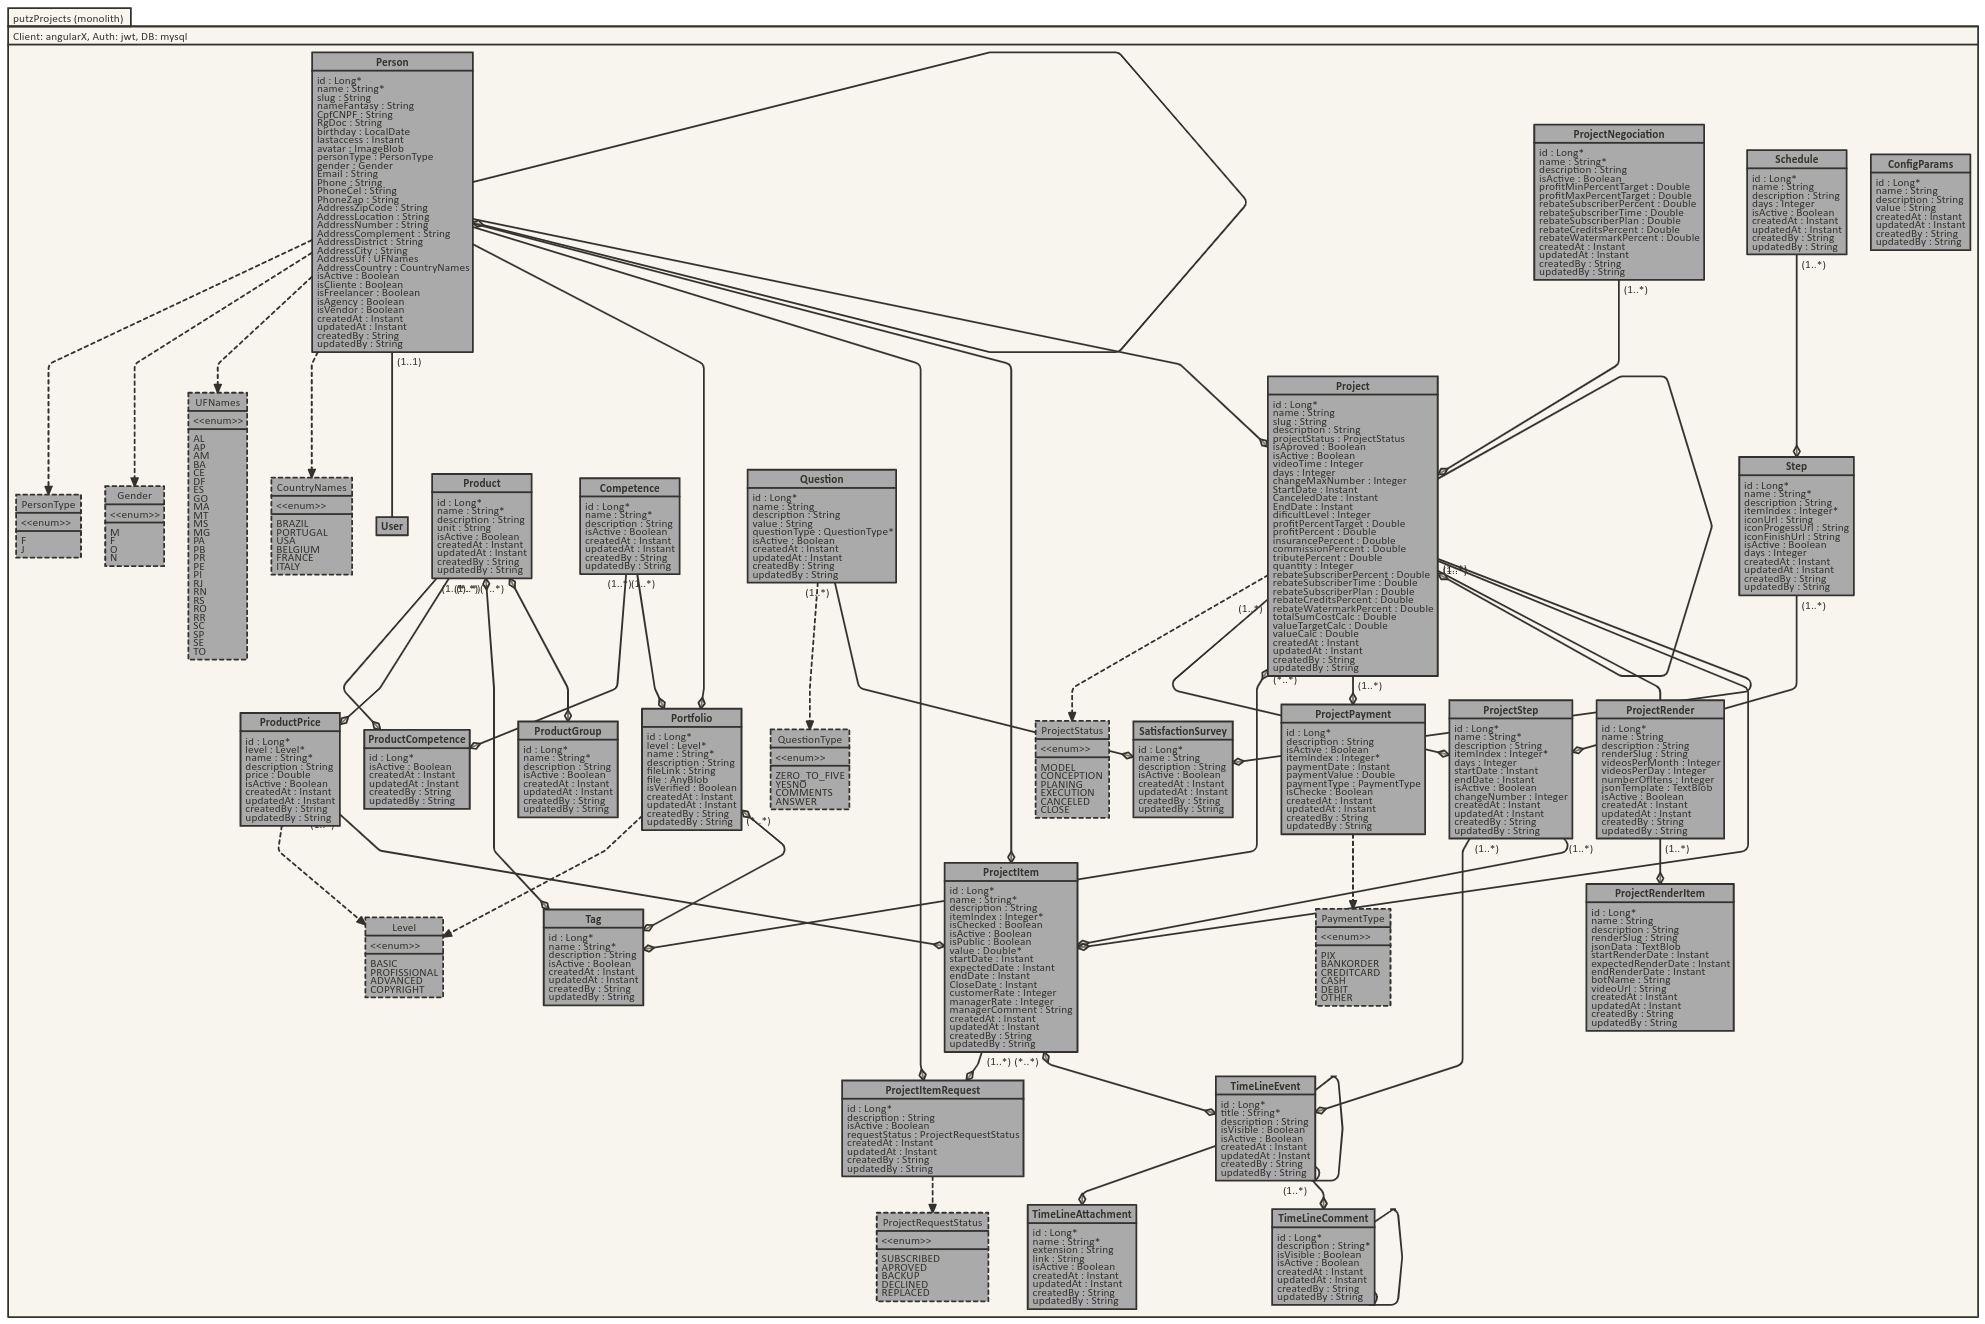 putzProjects (monolith)
Client: angularX, Auth: jwt, DB: mysql
Person
id : Long*
name : String*
slug : String
nameFantasy : String
CpfCNPF : String
RgDoc : String
birthday : LocalDate
lastaccess : Instant
avatar : ImageBlob
personType : PersonType
gender : Gender
Email : String
Phone : String
PhoneCel : String
PhoneZap : String
AddressZipCode : String
AddressLocation : String
AddressNumber : String
AddressComplement : String
AddressDistrict : String
AddressCity : String
AddressUf : UFNames
AddressCountry : CountryNames
isActive : Boolean
isCliente : Boolean
isFreelancer : Boolean
isAgency : Boolean
isVendor : Boolean
createdAt : Instant
updatedAt : Instant
createdBy : String
updatedBy : String
(1..1)
ProjectNegociation
id : Long*
name : String*
description : String
isActive : Boolean
profitMinPercentTarget : Double
profitMaxPercentTarget : Double
rebateSubscriberPercent : Double
rebateSubscriberTime : Double
rebateSubscriberPlan : Double
rebateCreditsPercent : Double
rebateWatermarkPercent : Double
createdAt : Instant
updatedAt : Instant
createdBy : String
updatedBy : String
(1..*)
Schedule
id : Long*
name : String
description : String
days : Integer
isActive : Boolean
createdAt : Instant
updatedAt : Instant
createdBy : String
updatedBy : String
(1..*)
ConfigParams
id : Long*
name : String
description : String
value : String
createdAt : Instant
updatedAt : Instant
createdBy : String
updatedBy : String
PersonType
<<enum>>
F
J
Gender
<<enum>>
M
F
O
N
UFNames
<<enum>>
AL
AP
AM
BA
CE
DF
ES
GO
MA
MT
MS
MG
PA
PB
PR
PE
PI
RJ
RN
RS
RO
RR
SC
SP
SE
TO
CountryNames
<<enum>>
BRAZIL
PORTUGAL
USA
BELGIUM
FRANCE
ITALY
User
Product
id : Long*
name : String*
description : String
unit : String
isActive : Boolean
createdAt : Instant
updatedAt : Instant
createdBy : String
updatedBy : String
Competence
id : Long*
name : String*
description : String
isActive : Boolean
createdAt : Instant
updatedAt : Instant
createdBy : String
updatedBy : String
(1..*)(1..*)
Question
id : Long*
name : String
description : String
value : String
questionType : QuestionType*
isActive : Boolean
createdAt : Instant
updatedAt : Instant
createdBy : String
updatedBy : String
(1..*)
Project
id : Long*
name : String
slug : String
description : String
projectStatus : ProjectStatus
isAproved : Boolean
isActive : Boolean
videoTime : Integer
days : Integer
changeMaxNumber : Integer
StartDate : Instant
CanceledDate : Instant
EndDate : Instant
dificultLevel : Integer
profitPercentTarget : Double
profitPercent : Double
insurancePercent : Double
commissionPercent : Double
tributePercent : Double
quantity : Integer
rebateSubscriberPercent : Double
rebateSubscriberTime : Double
rebateSubscriberPlan : Double
rebateCreditsPercent : Double
rebateWatermarkPercent : Double
totalSumCostCalc : Double
valueTargetCalc : Double
valueCalc : Double
createdAt : Instant
updatedAt : Instant
createdBy : String
updatedBy : String
(1..*)
(*..*)
(1..*)
Step
id : Long*
name : String*
description : String
itemIndex : Integer*
iconUrl : String
iconProgessUrl : String
iconFinishUrl : String
isActive : Boolean
days : Integer
createdAt : Instant
updatedAt : Instant
createdBy : String
updatedBy : String
(1..*)
ProductPrice
id : Long*
level : Level*
name : String*
description : String
price : Double
isActive : Boolean
createdAt : Instant
updatedAt : Instant
createdBy : String
updatedBy : String
ProductCompetence
id : Long*
isActive : Boolean
createdAt : Instant
updatedAt : Instant
createdBy : String
updatedBy : String
ProductGroup
id : Long*
name : String*
description : String
isActive : Boolean
createdAt : Instant
updatedAt : Instant
createdBy : String
updatedBy : String
Portfolio
id : Long*
level : Level*
name : String*
description : String
fileLink : String
file : AnyBlob
isVerified : Boolean
createdAt : Instant
updatedAt : Instant
createdBy : String
updatedBy : String
(*..*)
QuestionType
<<enum>>
ZERO_TO_FIVE
YESNO
COMMENTS
ANSWER
ProjectStatus
<<enum>>
MODEL
CONCEPTION
PLANING
EXECUTION
CANCELED
CLOSE
SatisfactionSurvey
id : Long*
name : String
description : String
isActive : Boolean
createdAt : Instant
updatedAt : Instant
createdBy : String
updatedBy : String
ProjectPayment
id : Long*
description : String
isActive : Boolean
itemIndex : Integer*
paymentDate : Instant
paymentValue : Double
paymentType : PaymentType
isChecke : Boolean
createdAt : Instant
updatedAt : Instant
createdBy : String
updatedBy : String
ProjectStep
id : Long*
name : String*
description : String
itemIndex : Integer*
days : Integer
startDate : Instant
endDate : Instant
isActive : Boolean
changeNumber : Integer
createdAt : Instant
updatedAt : Instant
createdBy : String
updatedBy : String
(1..*)
(1..*)
ProjectRender
id : Long*
name : String
description : String
renderSlug : String
videosPerMonth : Integer
videosPerDay : Integer
numberOfItens : Integer
jsonTemplate : TextBlob
isActive : Boolean
createdAt : Instant
updatedAt : Instant
createdBy : String
updatedBy : String
(1..*)
Level
<<enum>>
BASIC
PROFISSIONAL
ADVANCED
COPYRIGHT
Tag
id : Long*
name : String*
description : String
isActive : Boolean
createdAt : Instant
updatedAt : Instant
createdBy : String
updatedBy : String
ProjectItem
id : Long*
name : String*
description : String
itemIndex : Integer*
isChecked : Boolean
isActive : Boolean
isPublic : Boolean
value : Double*
startDate : Instant
expectedDate : Instant
endDate : Instant
CloseDate : Instant
customerRate : Integer
managerRate : Integer
managerComment : String
createdAt : Instant
updatedAt : Instant
createdBy : String
updatedBy : String
(1..*) (*..*)
PaymentType
<<enum>>
PIX
BANKORDER
CREDITCARD
CASH
DEBIT
OTHER
ProjectRenderItem
id : Long*
name : String
description : String
renderSlug : String
jsonData : TextBlob
startRenderDate : Instant
expectedRenderDate : Instant
endRenderDate : Instant
botName : String
videoUrl : String
createdAt : Instant
updatedAt : Instant
createdBy : String
updatedBy : String
ProjectItemRequest
id : Long*
description : String
isActive : Boolean
requestStatus : ProjectRequestStatus
createdAt : Instant
updatedAt : Instant
createdBy : String
updatedBy : String
TimeLineEvent
id : Long*
title : String*
description : String
isVisible : Boolean
isActive : Boolean
createdAt : Instant
updatedAt : Instant
createdBy : String
updatedBy : String
(1..*)
ProjectRequestStatus
<<enum>>
SUBSCRIBED
APROVED
BACKUP
DECLINED
REPLACED
TimeLineAttachment
id : Long*
name : String*
extension : String
link : String
isActive : Boolean
createdAt : Instant
updatedAt : Instant
createdBy : String
updatedBy : String
TimeLineComment
id : Long*
description : String*
isVisible : Boolean
isActive : Boolean
createdAt : Instant
updatedAt : Instant
createdBy : String
updatedBy : String